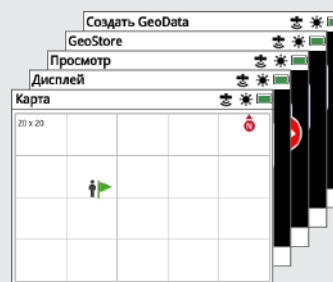 Создать GeoData
GeoStore
Просмотр
Дисплей
Карта
20 x 20
N